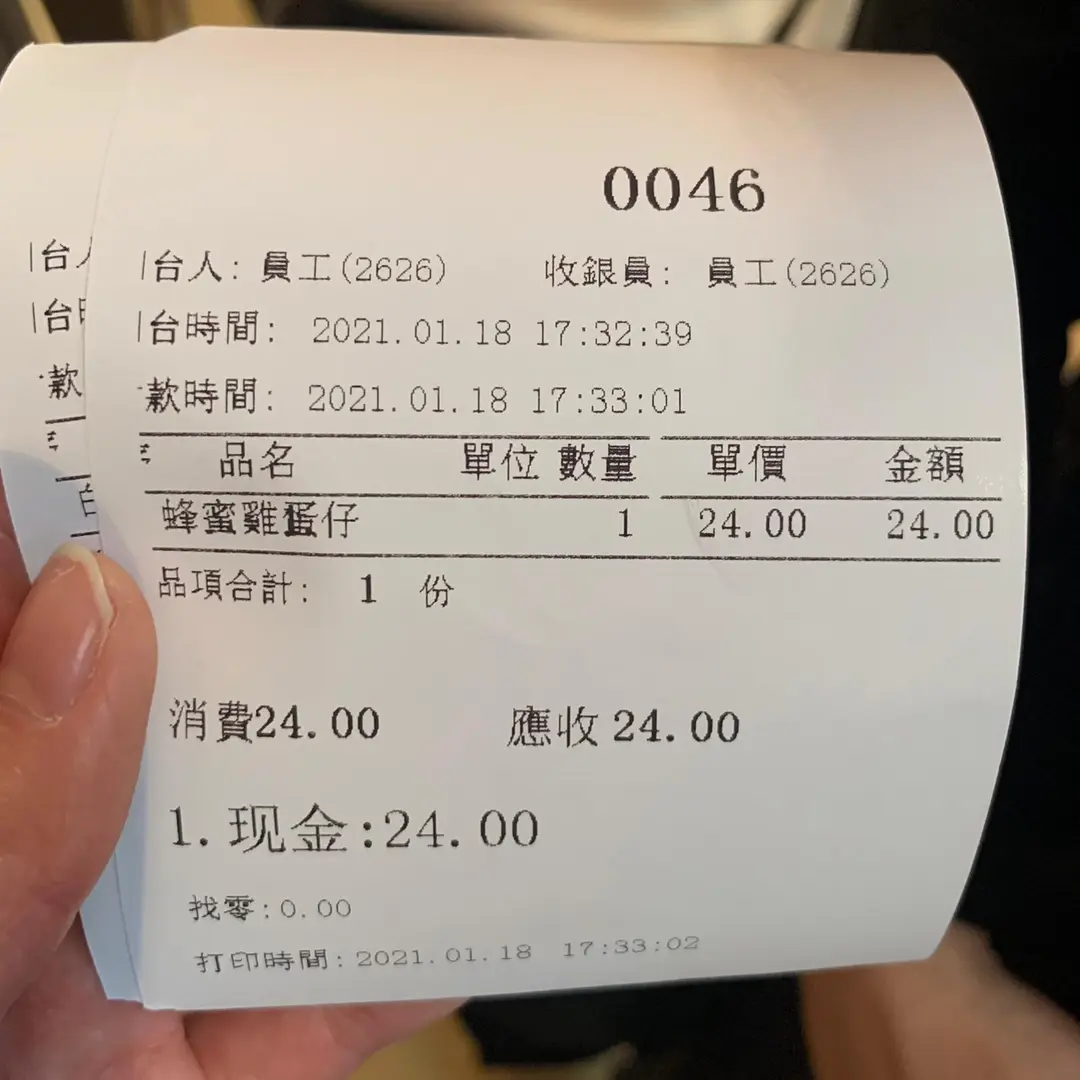 0046
台人: 員工(2626) 收銀員: 員工(2626)
台時間: 2021.01.18 17:32:39
款時間: 2021.01.18 17:33:01
品名 單位 數量 單價 金額
蜂蜜雞蛋仔 1 24.00 24.00
品項合計: 1 份
消費24.00 應收 24.00
1.现金:24.00
找零:0.00
打印時間:2021.01.18 17:33:02
台
台
款